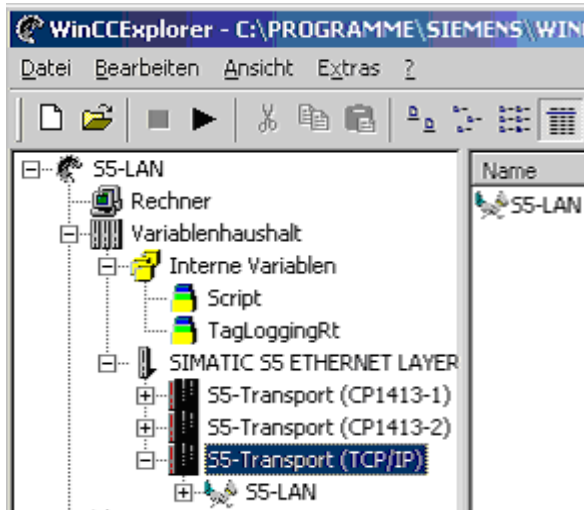 WinCCExplorer - C:\PROGRAMME\SIEMENS\WIN
Datei Bearbeiten Ansicht Extras ?
S5-LAN
Name
Rechner
S5-LAN
Variablenhaushalt
Interne Variablen
Script
TagLoggingRt
SIMATIC S5 ETHERNET LAYER
S5-Transport (CP1413-1)
S5-Transport (CP1413-2)
S5-Transport (TCP/IP)
S5-LAN